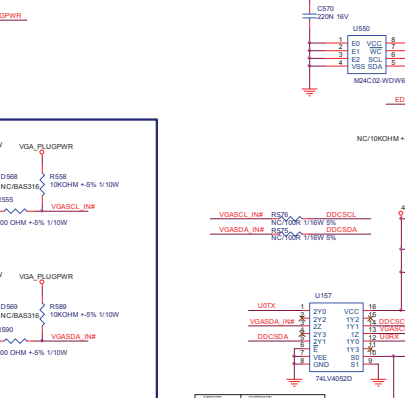 GPWR
C570
220N 16V
U550
1 E0 VCC 8
2 E1 WC 7
3 E2 SCL 6
4 VSS SDA 5
M24C02-WDW6
ED
NC/10KOHM +
VGA_PLUGPWR
D568
NC/BAS316
R558
10KOHM +-5% 1/10W
R555
VGASCL_IN#
00 OHM +-5% 1/10W
VGASCL_IN# R576 DDCSCL
NC/100R 1/16W 5%
VGASDA_IN# R575 DDCSDA
NC/100R 1/16W 5%
VGA_PLUGPWR
D569
NC/BAS316
R589
10KOHM +-5% 1/10W
R590
VGASDA_IN#
00 OHM +-5% 1/10W
4
U157
U0TX 1 2Y0 VCC 16
2 2Y2 1Y2 15
VGASDA_IN# 3 2Z 1Y1 14 DDCSC
4 2Y3 1Z 13 VGASC
DDCSDA 5 2Y1 1Y0 12 U0RX
6 E 1Y3 11
7 VEE S0 10
8 GND S1 9
74LV4052D